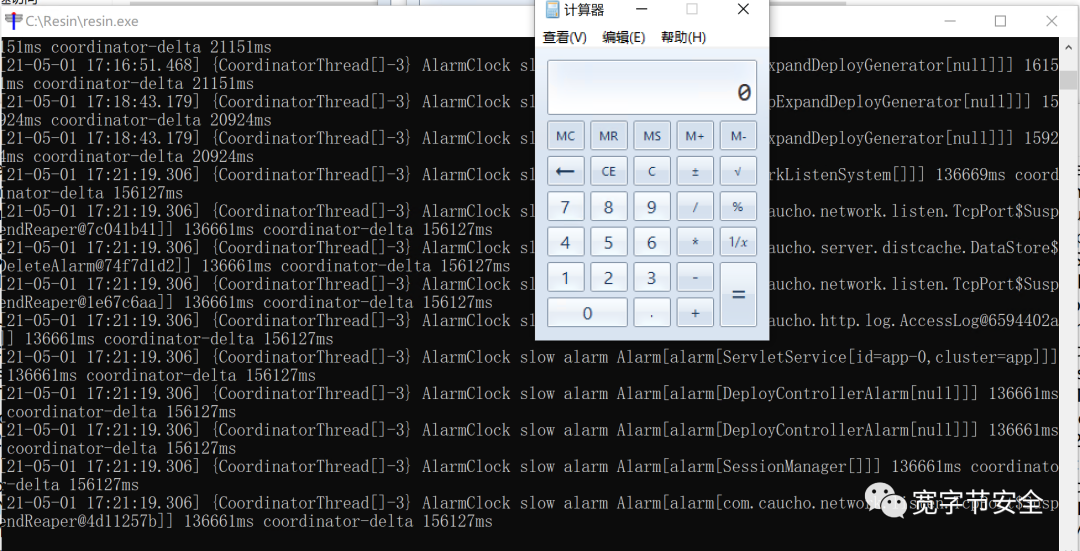 C:\Resin\resin.exe
151ms coordinator-delta 21151ms
[21-05-01 17:16:51.468] {CoordinatorThread[]-3} AlarmClock sl
xpandDeployGenerator[null]]] 1615
1ms coordinator-delta 21151ms
[21-05-01 17:18:43.179] {CoordinatorThread[]-3} AlarmClock sl
pExpandDeployGenerator[null]]] 15
924ms coordinator-delta 20924ms
[21-05-01 17:18:43.179] {CoordinatorThread[]-3} AlarmClock sl
xpandDeployGenerator[null]]] 1592
4ms coordinator-delta 20924ms
[21-05-01 17:21:19.306] {CoordinatorThread[]-3} AlarmClock sl
rkListenSystem[]]] 136669ms coord
inator-delta 156127ms
[21-05-01 17:21:19.306] {CoordinatorThread[]-3} AlarmClock sl
aucho.network.listen.TcpPort$Susp
endReaper@7c041b41]] 136661ms coordinator-delta 156127ms
[21-05-01 17:21:19.306] {CoordinatorThread[]-3} AlarmClock sl
aucho.server.distcache.DataStore$
DeleteAlarm@74f7d1d2]] 136661ms coordinator-delta 156127ms
[21-05-01 17:21:19.306] {CoordinatorThread[]-3} AlarmClock sl
aucho.network.listen.TcpPort$Susp
endReaper@1e67c6aa]] 136661ms coordinator-delta 156127ms
[21-05-01 17:21:19.306] {CoordinatorThread[]-3} AlarmClock sl
aucho.http.log.AccessLog@6594402a
]] 136661ms coordinator-delta 156127ms
[21-05-01 17:21:19.306] {CoordinatorThread[]-3} AlarmClock slow alarm Alarm[alarm[ServletService[id=app-0,cluster=app]]]
136661ms coordinator-delta 156127ms
[21-05-01 17:21:19.306] {CoordinatorThread[]-3} AlarmClock slow alarm Alarm[alarm[DeployControllerAlarm[null]]] 136661ms
coordinator-delta 156127ms
[21-05-01 17:21:19.306] {CoordinatorThread[]-3} AlarmClock slow alarm Alarm[alarm[DeployControllerAlarm[null]]] 136661ms
coordinator-delta 156127ms
[21-05-01 17:21:19.306] {CoordinatorThread[]-3} AlarmClock slow alarm Alarm[alarm[SessionManager[]]] 136661ms coordinato
r-delta 156127ms
[21-05-01 17:21:19.306] {CoordinatorThread[]-3} AlarmClock slow alarm Alarm[alarm[com.caucho.network.listen.TcpPort$Susp
endReaper@4d11257b]] 136661ms coordinator-delta 156127ms
计算器
查看(V) 编辑(E) 帮助(H)
0
MC MR MS M+ M-
← CE C ± √
7 8 9 / %
4 5 6 * 1/x
1 2 3 - =
0 . +
宽字节安全